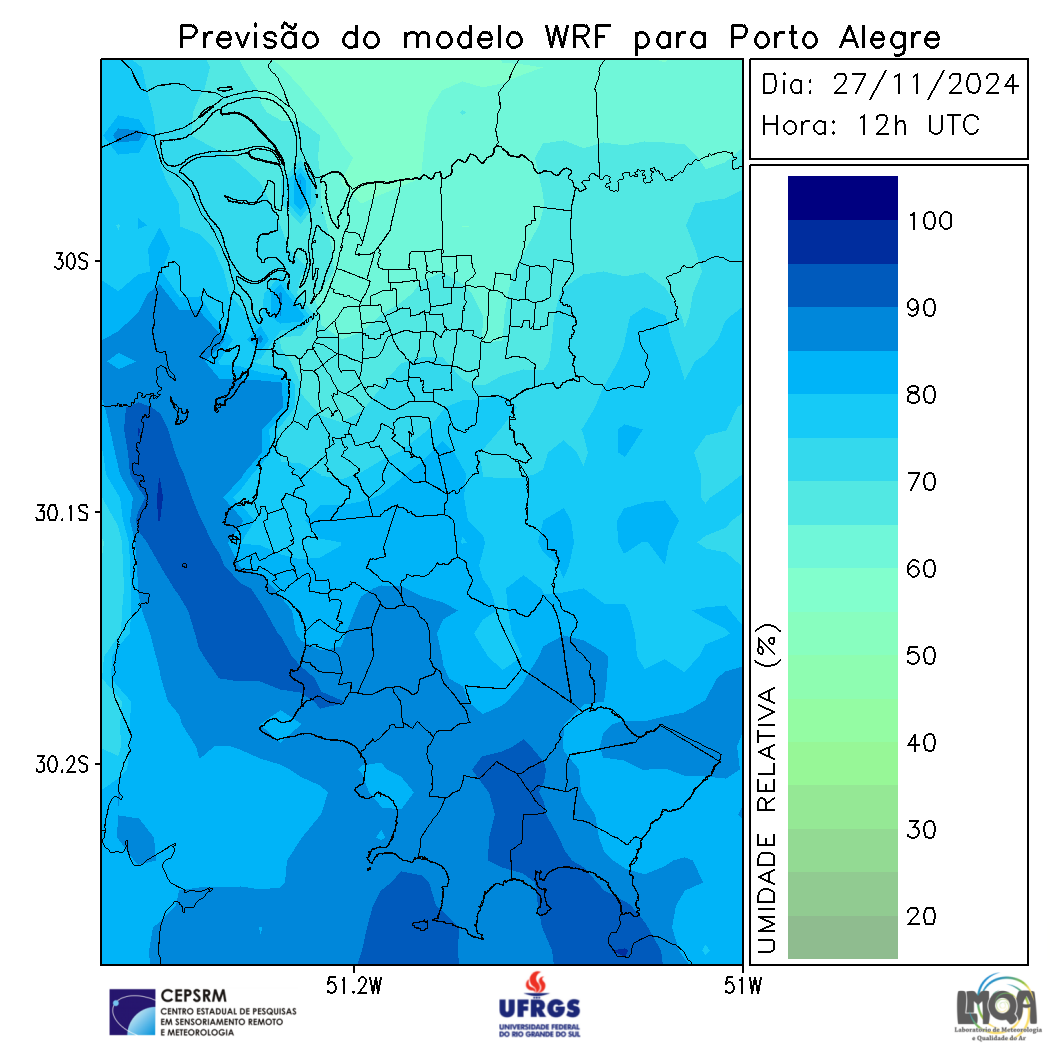 Previsão do modelo WRF para Porto Alegre
Dia: 27/11/2024
Hora: 12h UTC
30S
30.1S
30.2S
51.2W
51W
100
90
80
70
60
50
40
30
20
UMIDADE RELATIVA (%)
CEPSRM
CENTRO ESTADUAL DE PESQUISAS
EM SENSORIAMENTO REMOTO
E METEOROLOGIA
UFRGS
UNIVERSIDADE FEDERAL
DO RIO GRANDE DO SUL
LMQA
Laboratório de Meteorologia
e Qualidade do Ar